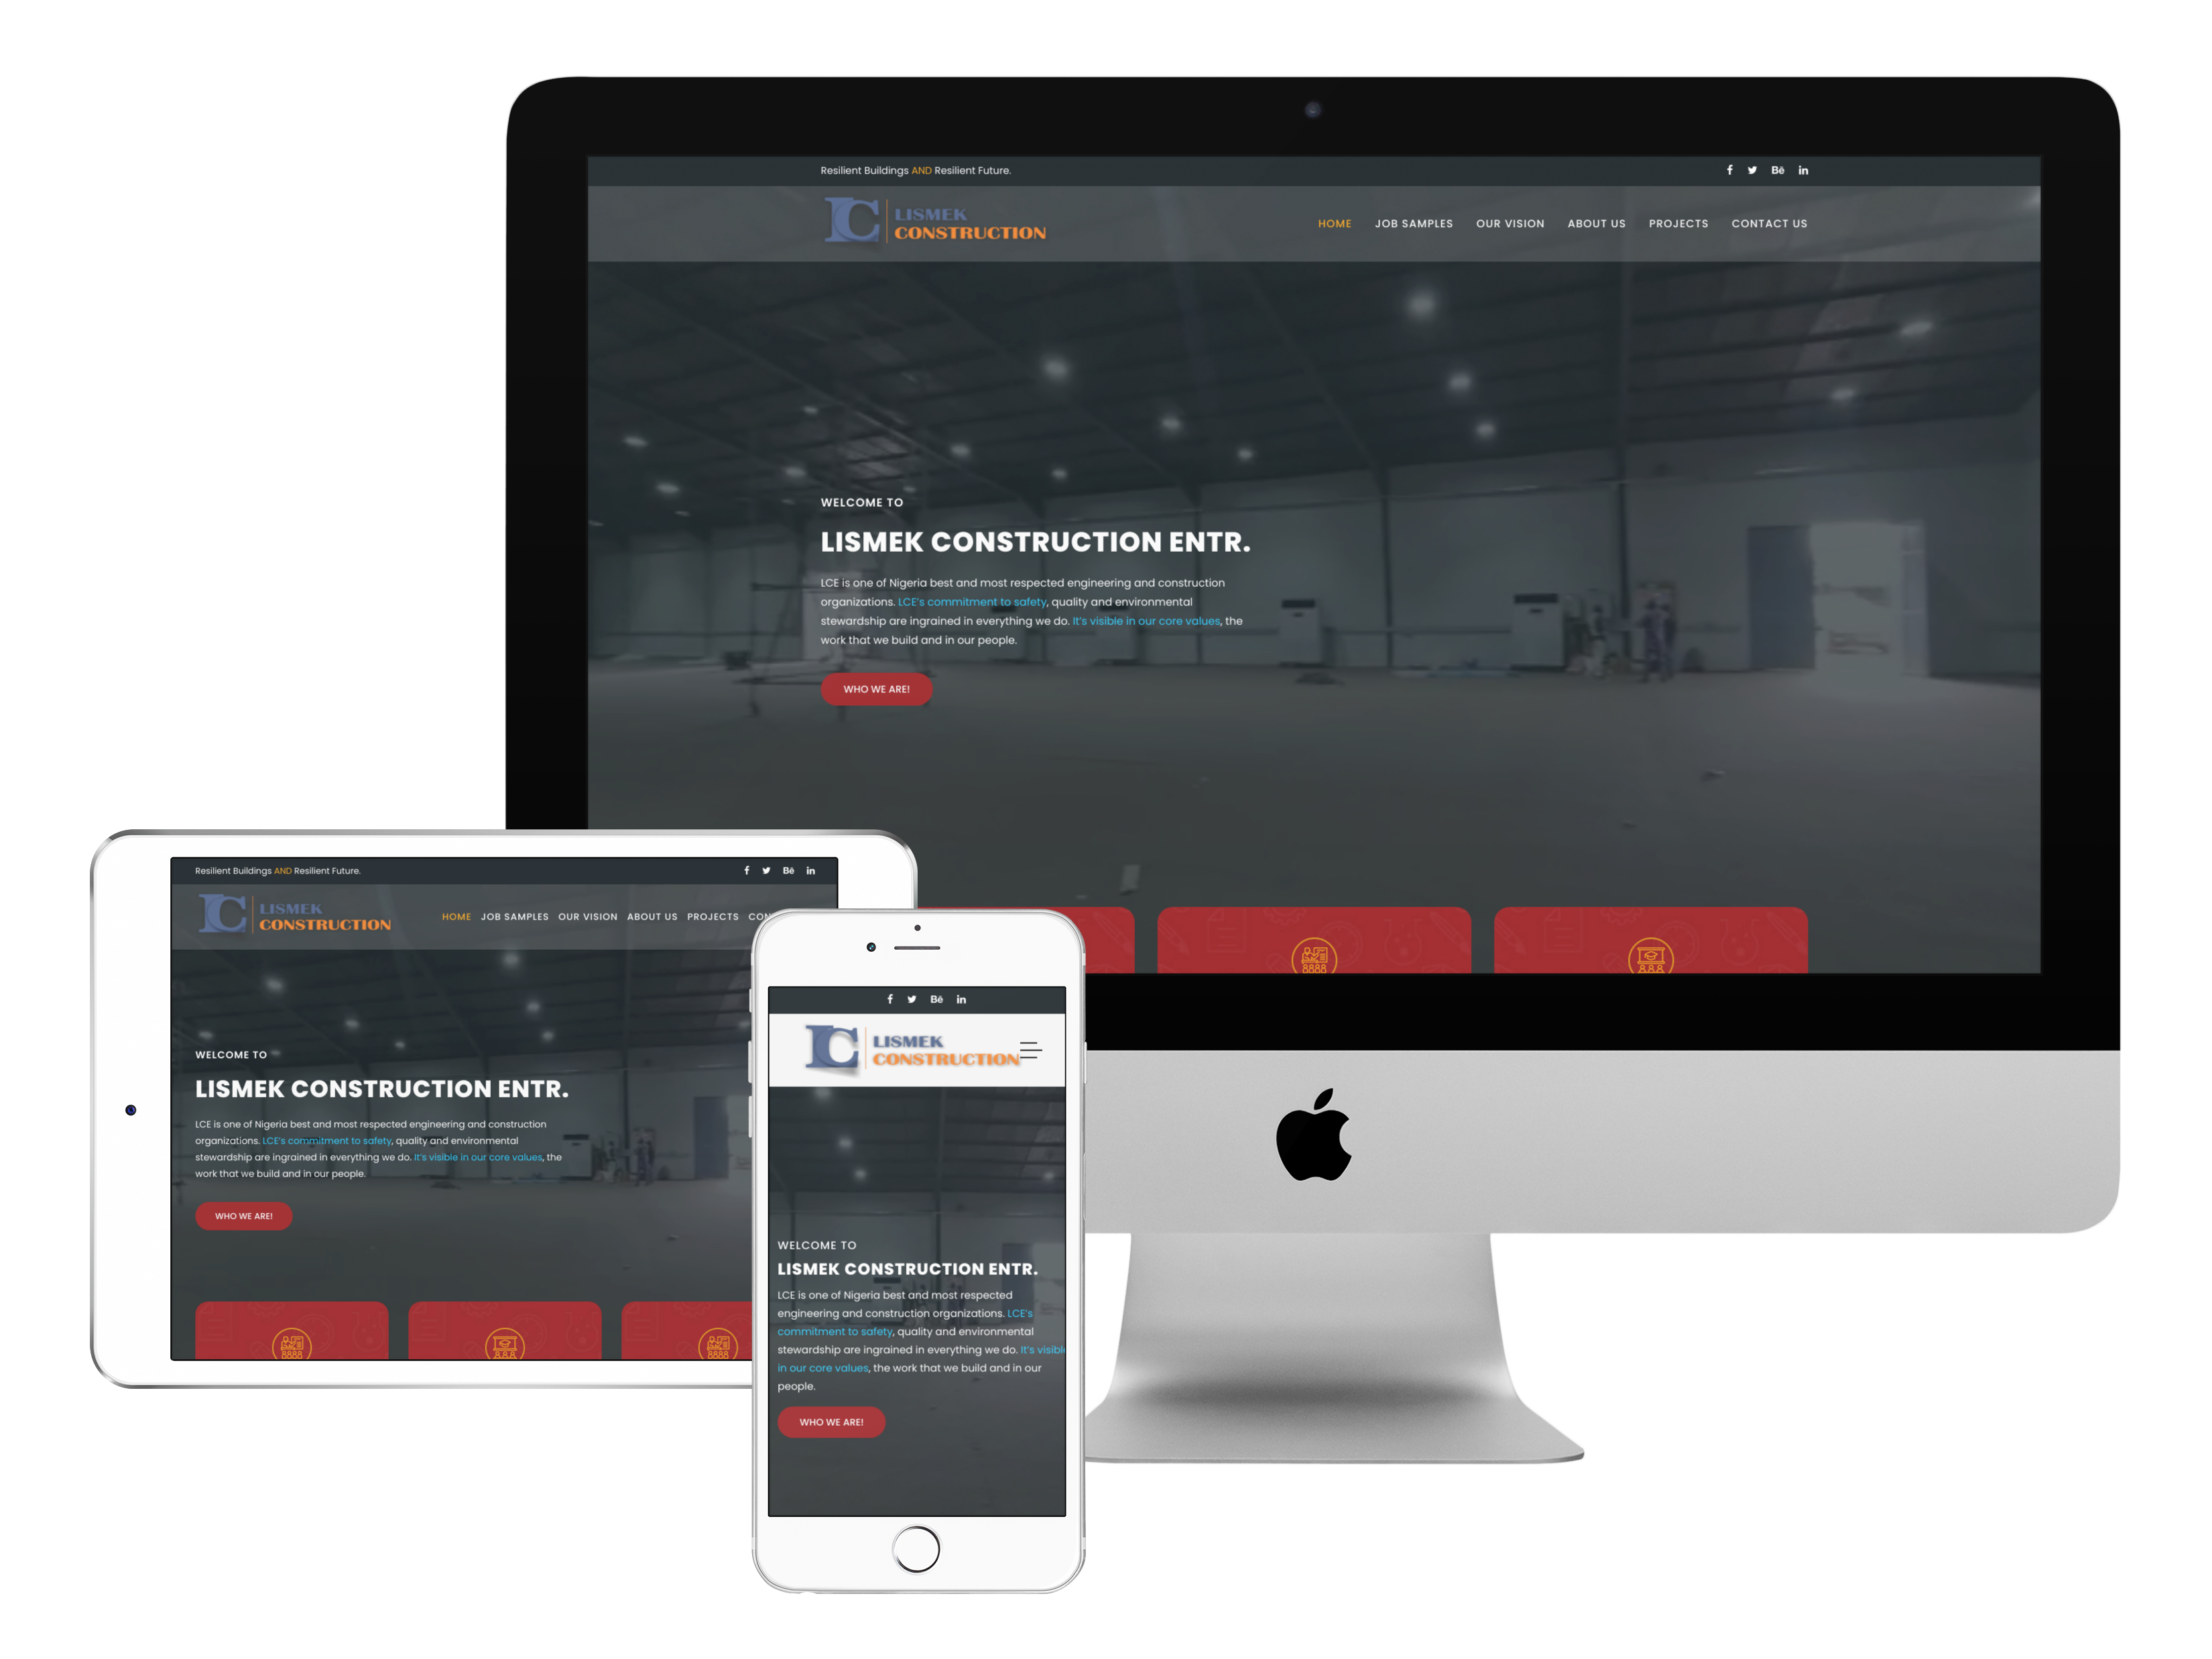 Resilient Buildings AND Resilient Future.
f Bē in
LC LISMEK
CONSTRUCTION
HOME JOB SAMPLES OUR VISION ABOUT US PROJECTS CONTACT US
WELCOME TO
LISMEK CONSTRUCTION ENTR.
LCE is one of Nigeria best and most respected engineering and construction
organizations. LCE's commitment to safety, quality and environmental
stewardship are ingrained in everything we do. It's visible in our core values, the
work that we build and in our people.
WHO WE ARE!
Resilient Buildings AND Resilient Future.
f Bē in
LC LISMEK
CONSTRUCTION
HOME JOB SAMPLES OUR VISION ABOUT US PROJECTS CON
WELCOME TO
LISMEK CONSTRUCTION ENTR.
LCE is one of Nigeria best and most respected engineering and construction
organizations. LCE's commitment to safety, quality and environmental
stewardship are ingrained in everything we do. It's visible in our core values, the
work that we build and in our people.
WHO WE ARE!
f Bē in
LC LISMEK
CONSTRUCTION
WELCOME TO
LISMEK CONSTRUCTION ENTR.
LCE is one of Nigeria best and most respected
engineering and construction organizations. LCE's
commitment to safety, quality and environmental
stewardship are ingrained in everything we do. It's visible
in our core values, the work that we build and in our
people.
WHO WE ARE!